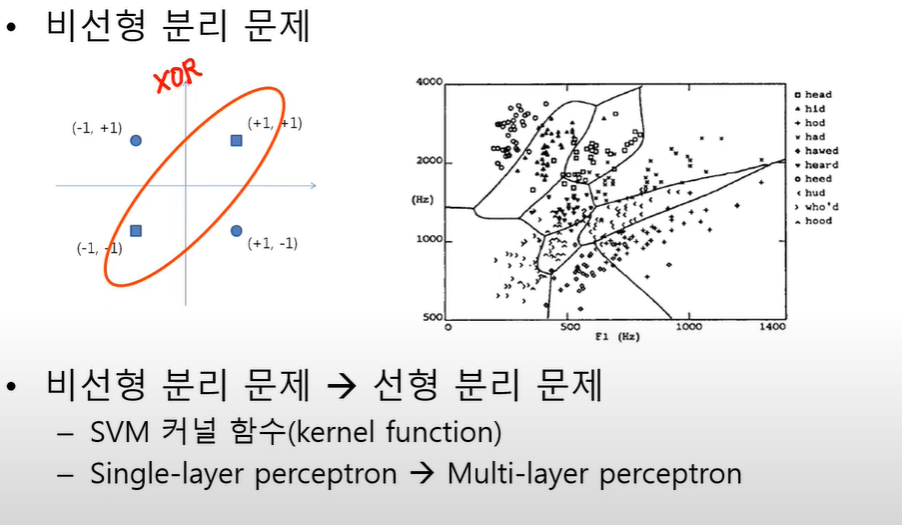 • 비선형 분리 문제
XOR
(-1, +1)
(+1, +1)
(-1, -1)
(+1, -1)
4000
2000
(Hz)
1000
500
0
500
1000
1400
F1 (Hz)
head
hid
hod
had
hawed
heard
heed
hud
who'd
hood
• 비선형 분리 문제 → 선형 분리 문제
– SVM 커널 함수(kernel function)
– Single-layer perceptron → Multi-layer perceptron